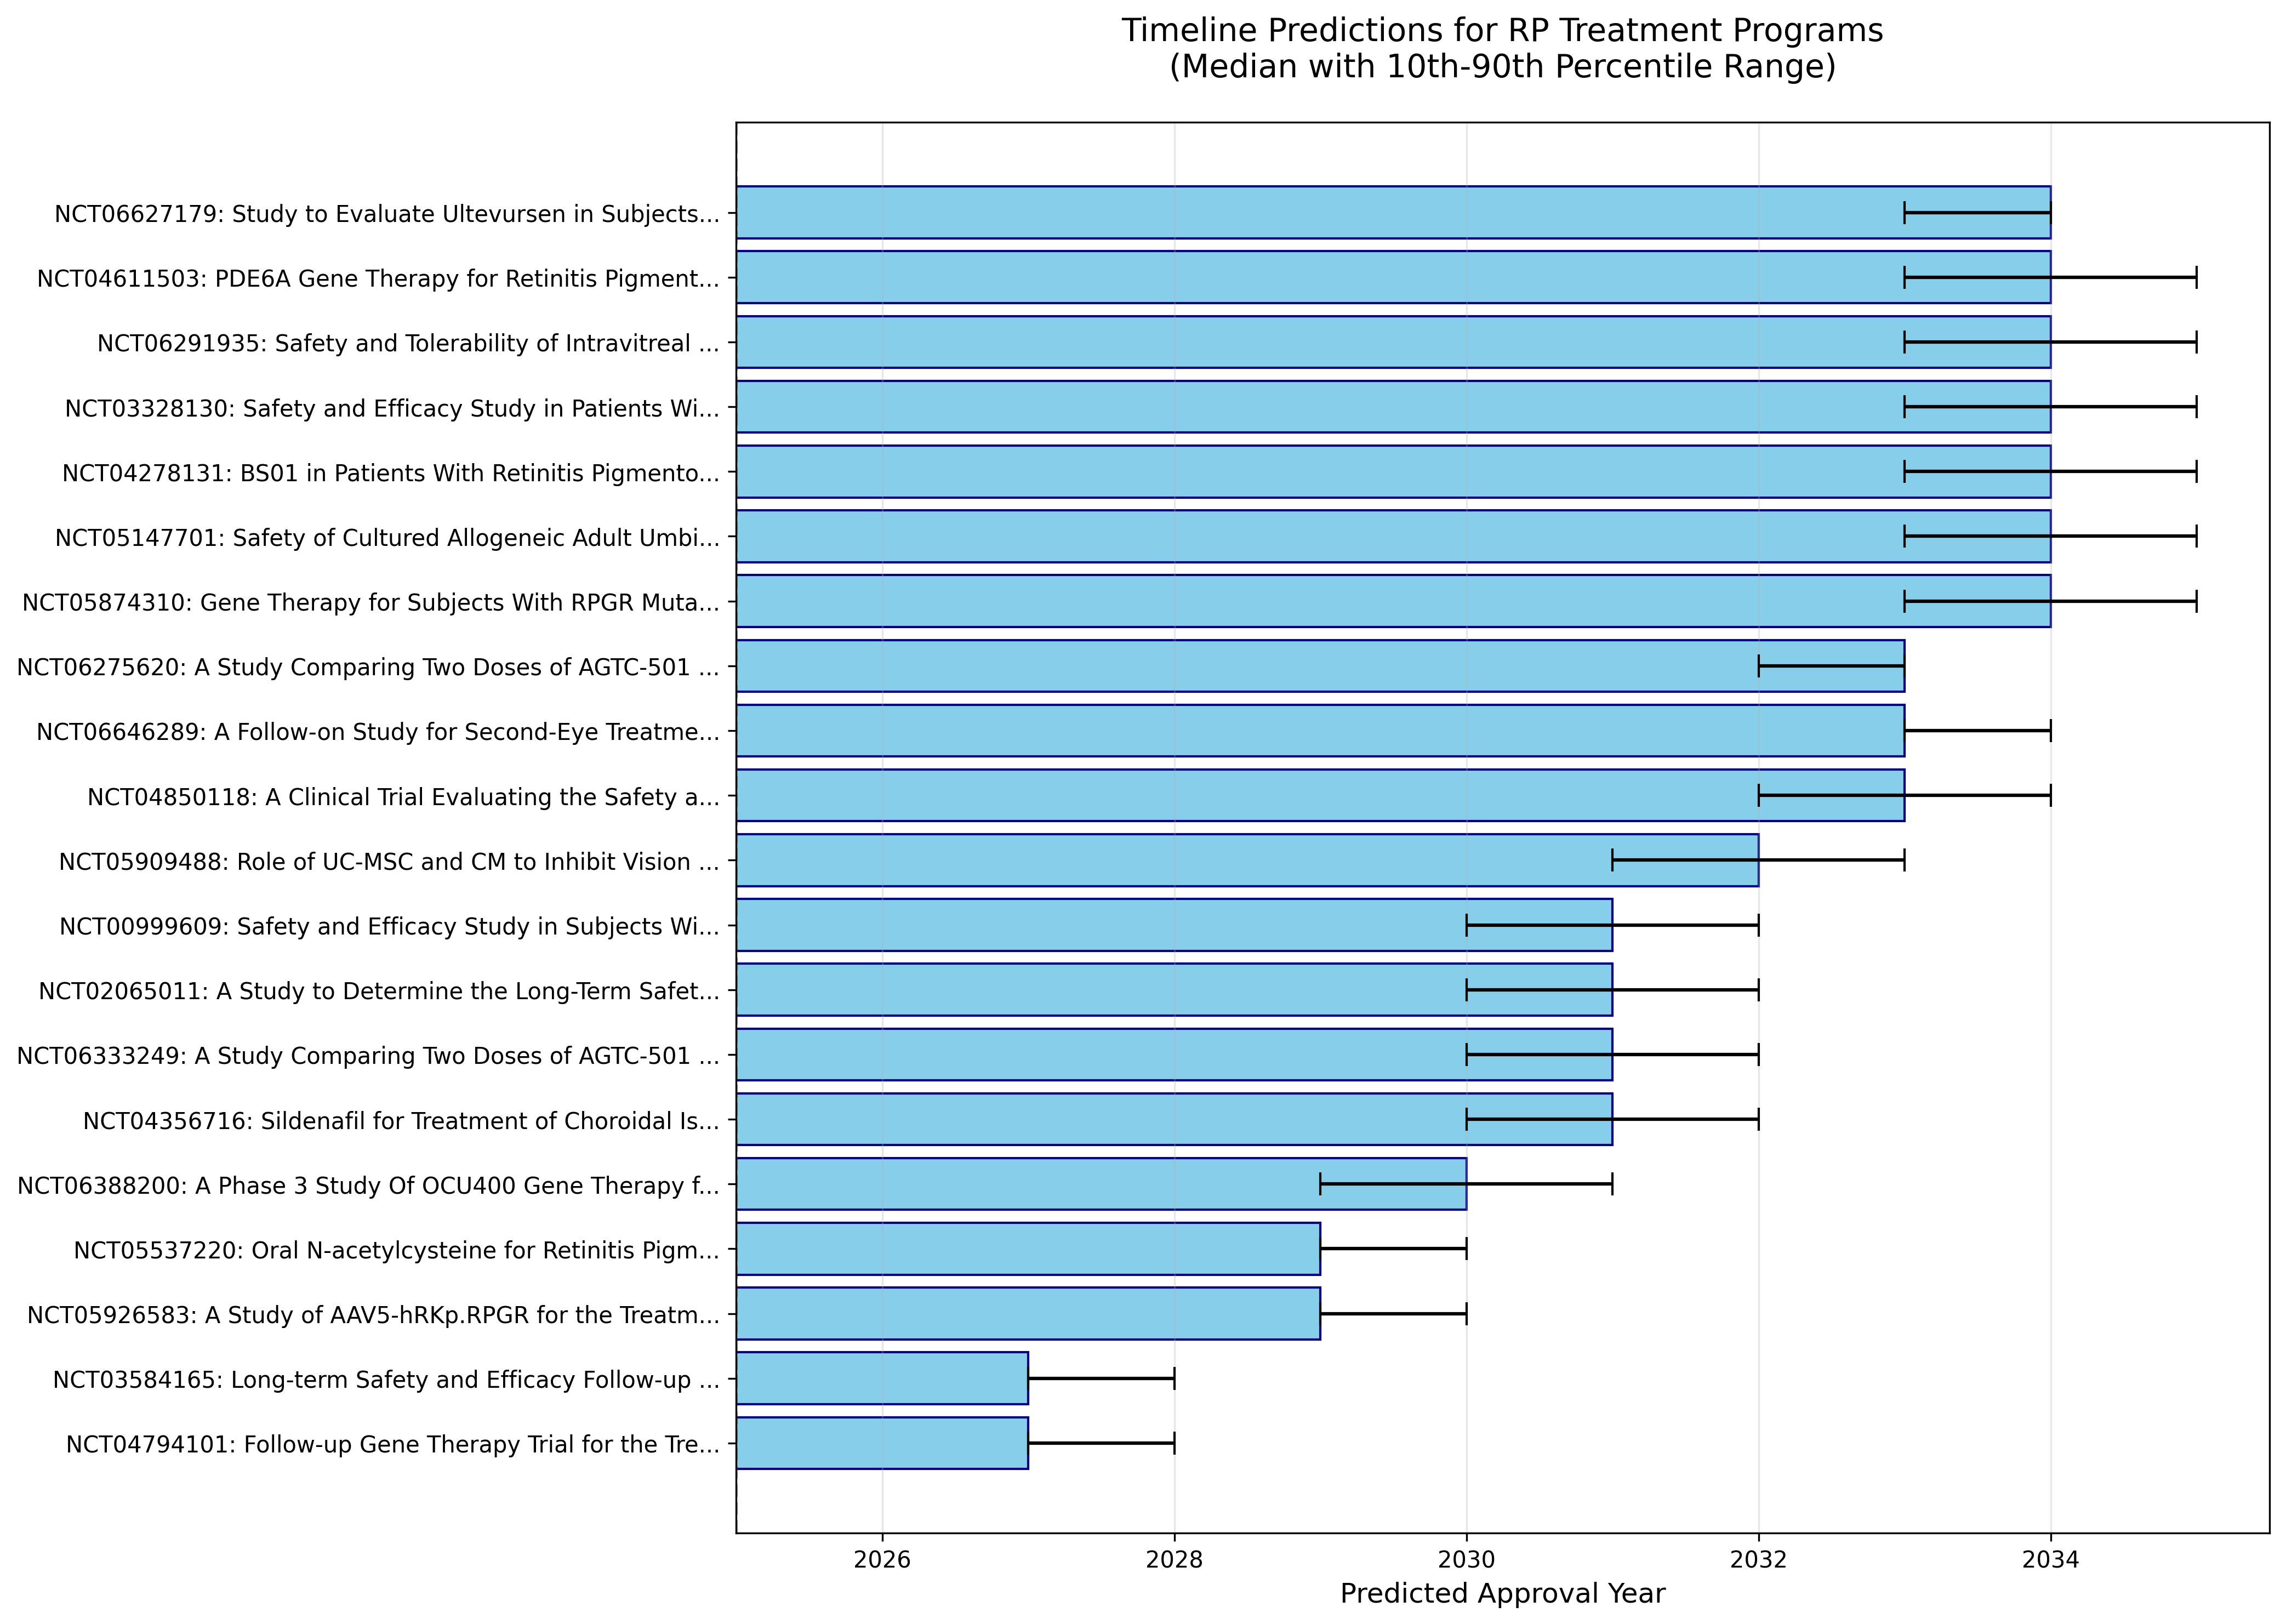 Timeline Predictions for RP Treatment Programs
(Median with 10th-90th Percentile Range)
NCT06627179: Study to Evaluate Ultevursen in Subjects...
NCT04611503: PDE6A Gene Therapy for Retinitis Pigment...
NCT06291935: Safety and Tolerability of Intravitreal ...
NCT03328130: Safety and Efficacy Study in Patients Wi...
NCT04278131: BS01 in Patients With Retinitis Pigmento...
NCT05147701: Safety of Cultured Allogeneic Adult Umbi...
NCT05874310: Gene Therapy for Subjects With RPGR Muta...
NCT06275620: A Study Comparing Two Doses of AGTC-501 ...
NCT06646289: A Follow-on Study for Second-Eye Treatme...
NCT04850118: A Clinical Trial Evaluating the Safety a...
NCT05909488: Role of UC-MSC and CM to Inhibit Vision ...
NCT00999609: Safety and Efficacy Study in Subjects Wi...
NCT02065011: A Study to Determine the Long-Term Safet...
NCT06333249: A Study Comparing Two Doses of AGTC-501 ...
NCT04356716: Sildenafil for Treatment of Choroidal Is...
NCT06388200: A Phase 3 Study Of OCU400 Gene Therapy f...
NCT05537220: Oral N-acetylcysteine for Retinitis Pigm...
NCT05926583: A Study of AAV5-hRKp.RPGR for the Treatm...
NCT03584165: Long-term Safety and Efficacy Follow-up ...
NCT04794101: Follow-up Gene Therapy Trial for the Tre...
2026 2028 2030 2032 2034
Predicted Approval Year